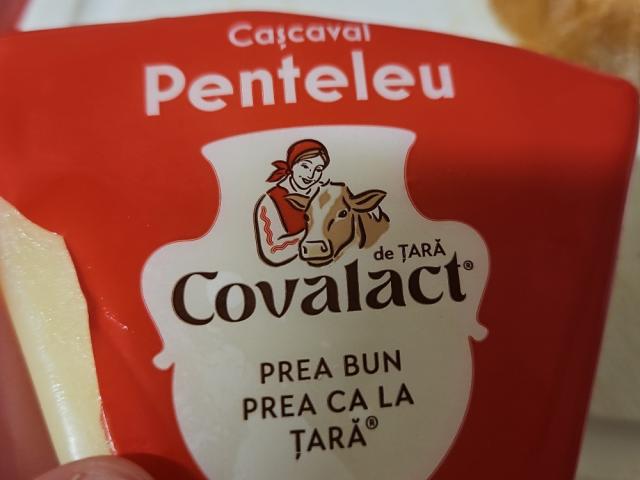 Cașcaval
Penteleu
de ȚARĂ
Covalact®
PREA BUN
PREA CA LA
ȚARĂ®